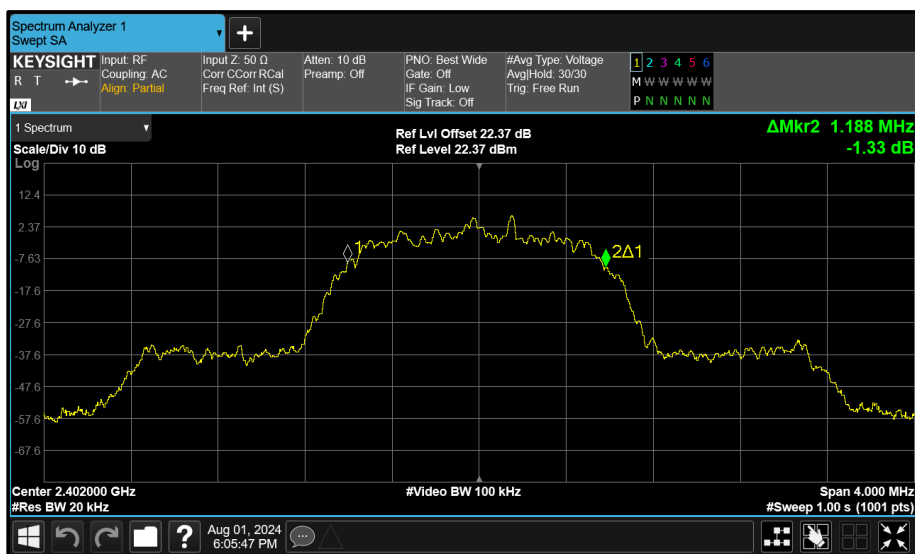 Spectrum Analyzer 1
Swept SA
+
KEYSIGHT
R T
LXI
Input: RF
Coupling: AC
Align: Partial
Input Z: 50 Ω
Corr CCorr RCal
Freq Ref: Int (S)
Atten: 10 dB
Preamp: Off
PNO: Best Wide
Gate: Off
IF Gain: Low
Sig Track: Off
#Avg Type: Voltage
Avg|Hold: 30/30
Trig: Free Run
1 2 3 4 5 6
M W W W W W
P N N N N N
1 Spectrum
Scale/Div 10 dB
Log
Ref Lvl Offset 22.37 dB
Ref Level 22.37 dBm
ΔMkr2 1.188 MHz
-1.33 dB
12.4
2.37
-7.63
-17.6
-27.6
-37.6
-47.6
-57.6
-67.6
1
2Δ1
Center 2.402000 GHz
#Res BW 20 kHz
#Video BW 100 kHz
Span 4.000 MHz
#Sweep 1.00 s (1001 pts)
?
Aug 01, 2024
6:05:47 PM